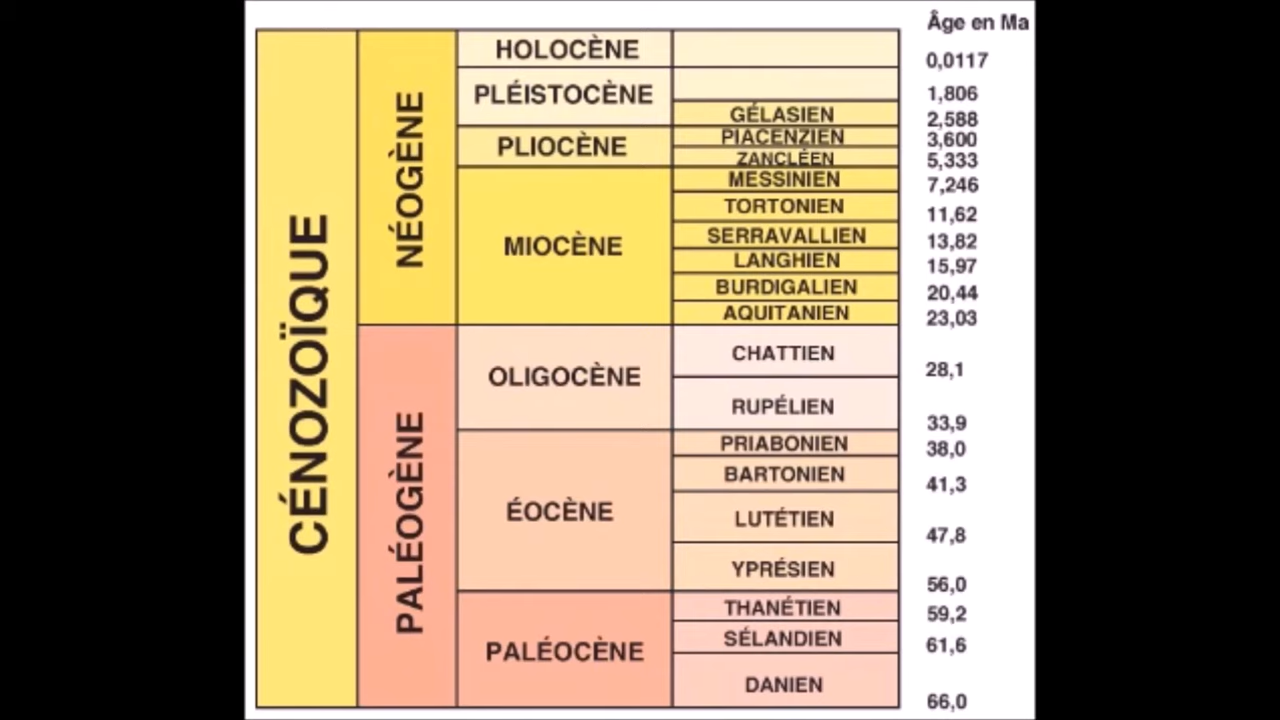 Âge en Ma
CÉNOZOÏQUE
NÉOGÈNE
HOLOCÈNE
0,0117
PLÉISTOCÈNE
1,806
GÉLASIEN
2,588
PLIOCÈNE
PIACENZIEN
3,600
ZANCLÉEN
5,333
MIOCÈNE
MESSINIEN
7,246
TORTONIEN
11,62
SERRAVALLIEN
13,82
LANGHIEN
15,97
BURDIGALIEN
20,44
AQUITANIEN
23,03
PALÉOGÈNE
OLIGOCÈNE
CHATTIEN
28,1
RUPÉLIEN
33,9
ÉOCÈNE
PRIABONIEN
38,0
BARTONIEN
41,3
LUTÉTIEN
47,8
YPRÉSIEN
56,0
PALÉOCÈNE
THANÉTIEN
59,2
SÉLANDIEN
61,6
DANIEN
66,0